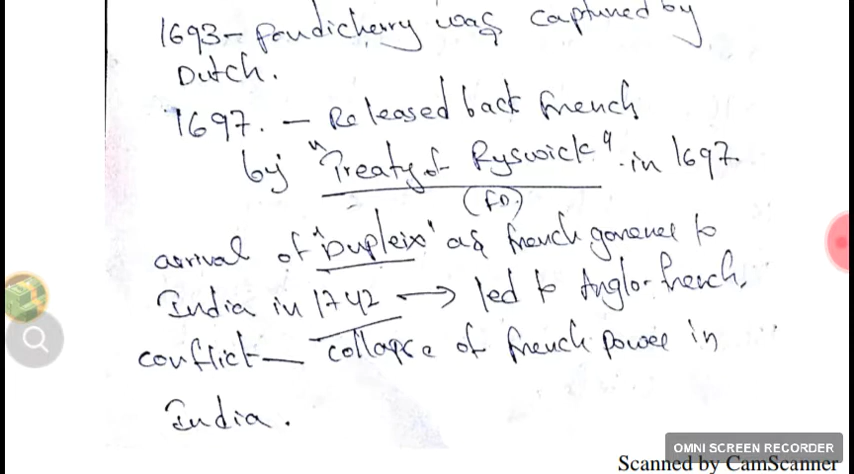 1693 - Pondicherry was captured by
Dutch.
1697. - Released back French
by "Treaty of Ryswick". in 1697.
(FD)
arrival of "Dupleix" as French governer to
India in 1742 → led to Anglo-French.
conflict - collapse of French power in
India.
OMNI SCREEN RECORDER
Scanned by CamScanner